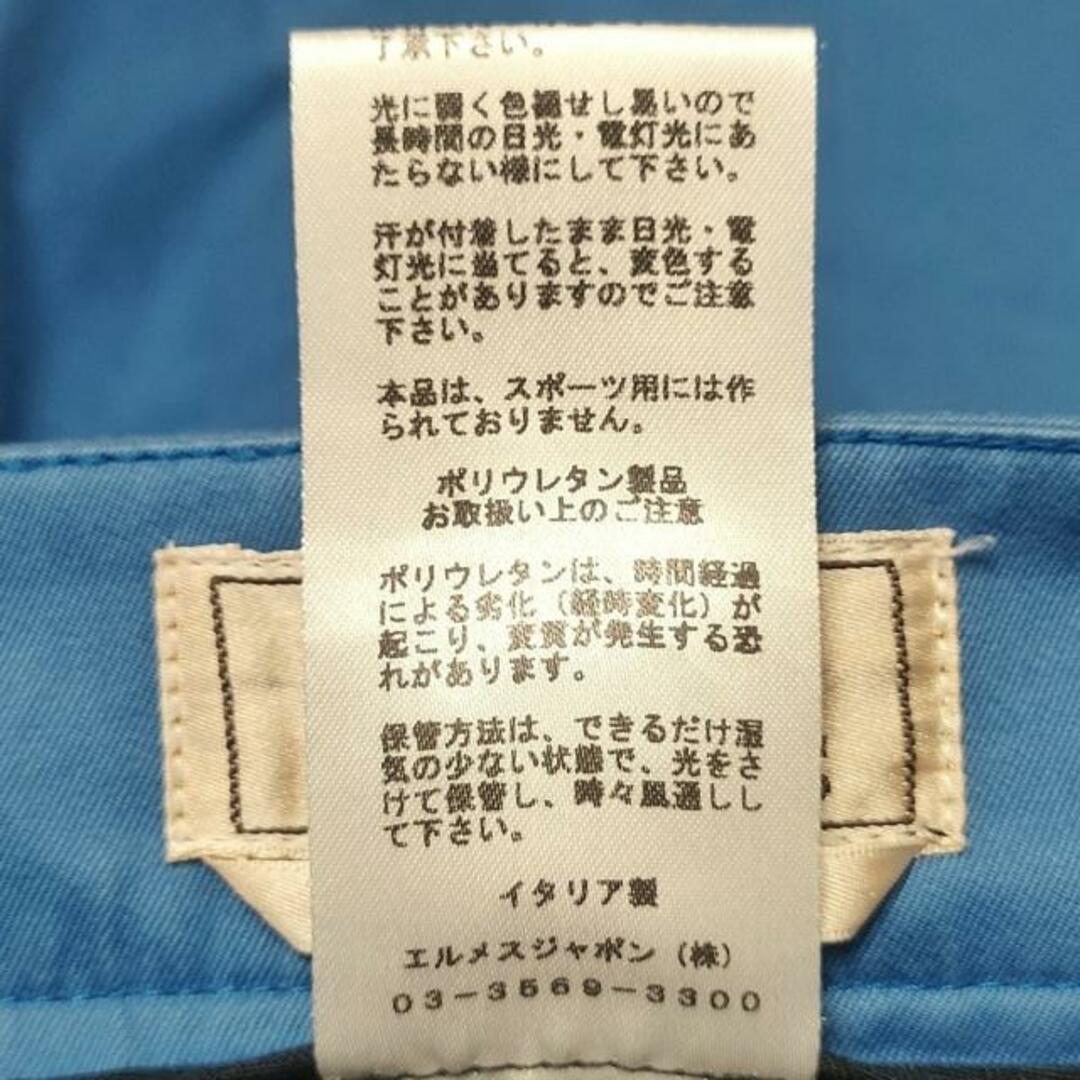 了承下さい。
光に弱く色褪せし易いので
長時間の日光・電灯光にあ
たらない様にして下さい。
汗が付着したまま日光・電
灯光に当てると、変色する
ことがありますのでご注意
下さい。
本品は、スポーツ用には作
られておりません。
ポリウレタン製品
お取扱い上のご注意
ポリウレタンは、時間経過
による劣化（経時変化）が
起こり、変質が発生する恐
れがあります。
保管方法は、できるだけ湿
気の少ない状態で、光をさ
けて保管し、時々風通しし
て下さい。
イタリア製
エルメスジャポン（株）
03-3569-3300